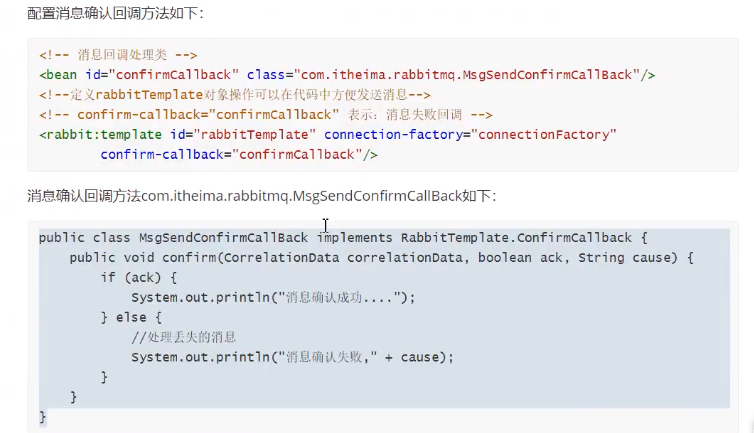 配置消息确认回调方法如下：
<!-- 消息回调处理类 -->
<bean id="confirmCallback" class="com.itheima.rabbitmq.MsgSendConfirmCallBack"/>
<!--定义rabbitTemplate对象操作可以在代码中方便发送消息-->
<!-- confirm-callback="confirmCallback" 表示：消息失败回调 -->
<rabbit:template id="rabbitTemplate" connection-factory="connectionFactory"
        confirm-callback="confirmCallback"/>
消息确认回调方法com.itheima.rabbitmq.MsgSendConfirmCallBack如下：
public class MsgSendConfirmCallBack implements RabbitTemplate.ConfirmCallback {
    public void confirm(CorrelationData correlationData, boolean ack, String cause) {
        if (ack) {
            System.out.println("消息确认成功....");
        } else {
            //处理丢失的消息
            System.out.println("消息确认失败," + cause);
        }
    }
}